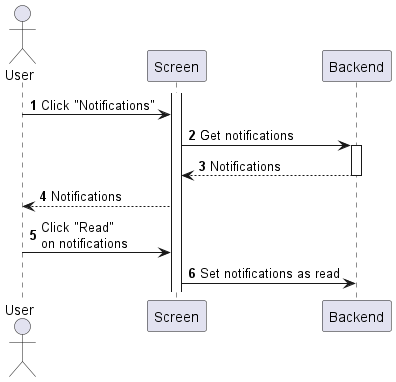 User
Screen
Backend
1 Click "Notifications"
2 Get notifications
3 Notifications
4 Notifications
5 Click "Read"
on notifications
6 Set notifications as read
User
Screen
Backend